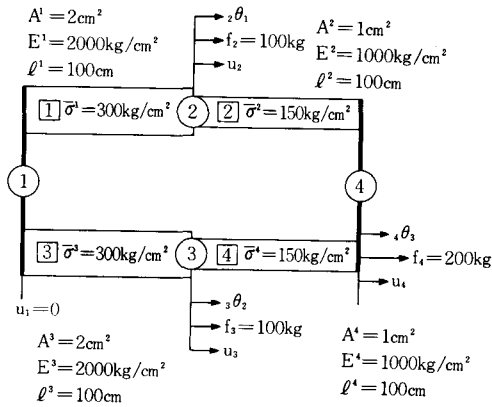 A¹=2cm²
E¹=2000kg/cm²
ℓ¹=100cm
₂θ₁
f₂=100kg
u₂
A²=1cm²
E²=1000kg/cm²
ℓ²=100cm
1 σ̅¹=300kg/cm²
2
2 σ̅²=150kg/cm²
1
4
3 σ̅³=300kg/cm²
3
4 σ̅⁴=150kg/cm²
₄θ₃
f₄=200kg
u₄
u₁=0
₃θ₂
f₃=100kg
u₃
A³=2cm²
E³=2000kg/cm²
ℓ³=100cm
A⁴=1cm²
E⁴=1000kg/cm²
ℓ⁴=100cm